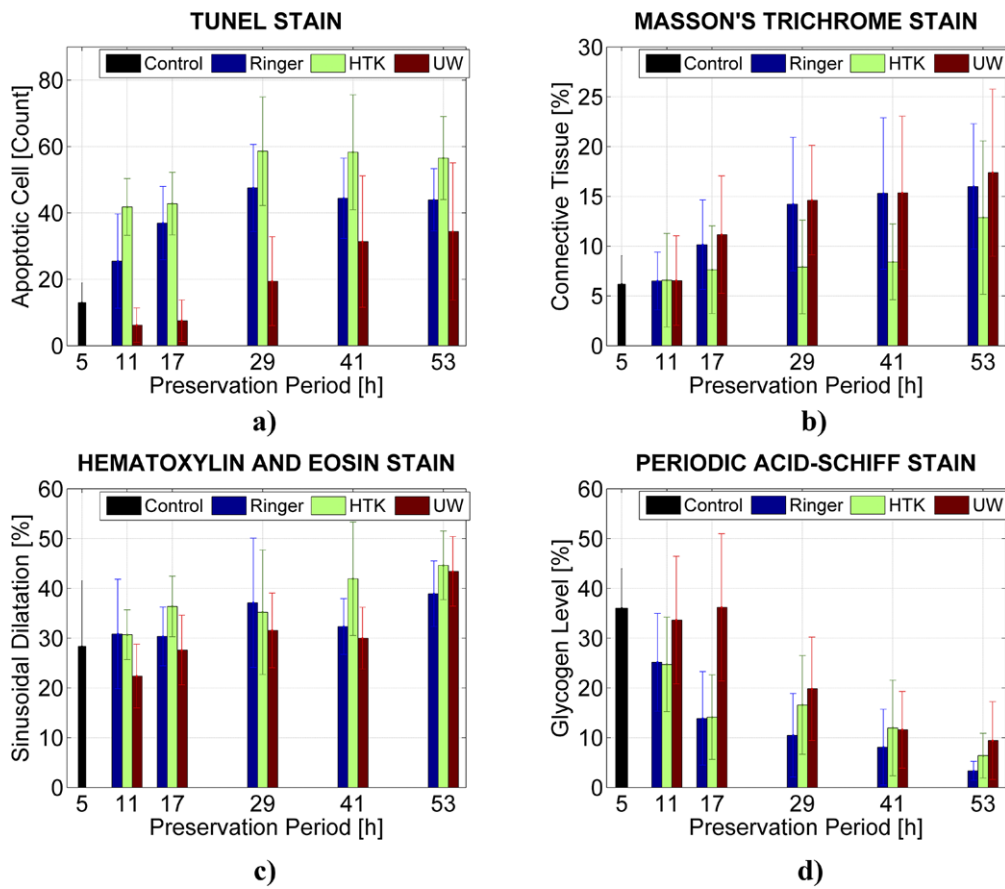 TUNEL STAIN
Control Ringer HTK UW
Apoptotic Cell [Count]
80
60
40
20
0
5 11 17 29 41 53
Preservation Period [h]
a)
MASSON'S TRICHROME STAIN
Control Ringer HTK UW
Connective Tissue [%]
30
25
20
15
10
5
0
5 11 17 29 41 53
Preservation Period [h]
b)
HEMATOXYLIN AND EOSIN STAIN
Control Ringer HTK UW
Sinusoidal Dilatation [%]
60
50
40
30
20
10
0
5 11 17 29 41 53
Preservation Period [h]
c)
PERIODIC ACID-SCHIFF STAIN
Control Ringer HTK UW
Glycogen Level [%]
60
50
40
30
20
10
0
5 11 17 29 41 53
Preservation Period [h]
d)